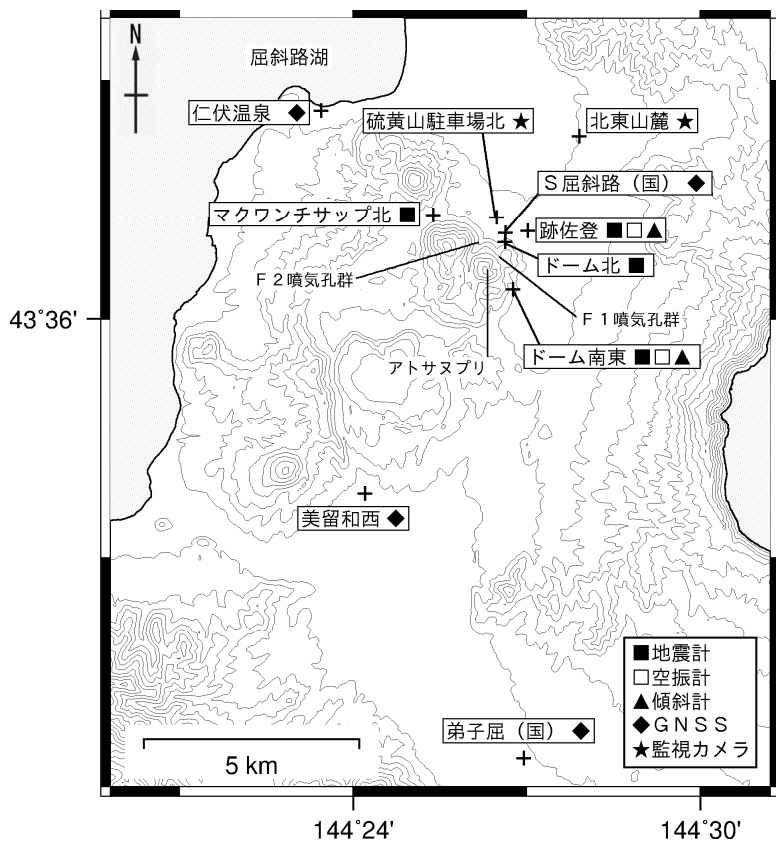 N
屈斜路湖
仁伏温泉 ◆
硫黄山駐車場北 ★
北東山麓 ★
S屈斜路（国） ◆
マクワンチサップ北 ■
跡佐登 ■□▲
ドーム北 ■
F2噴気孔群
F1噴気孔群
43˚36'
ドーム南東 ■□▲
アトサヌプリ
美留和西 ◆
■地震計
□空振計
▲傾斜計
◆GNSS
★監視カメラ
弟子屈（国） ◆
5 km
144˚24'
144˚30'